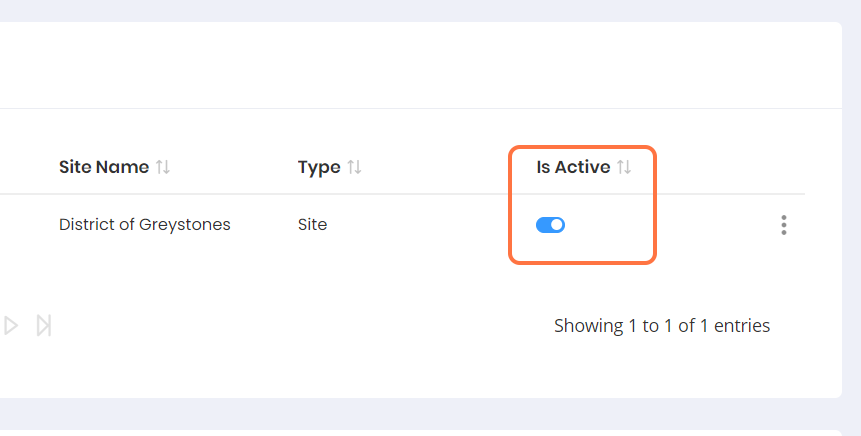 Site Name Type Is Active
District of Greystones Site
Showing 1 to 1 of 1 entries